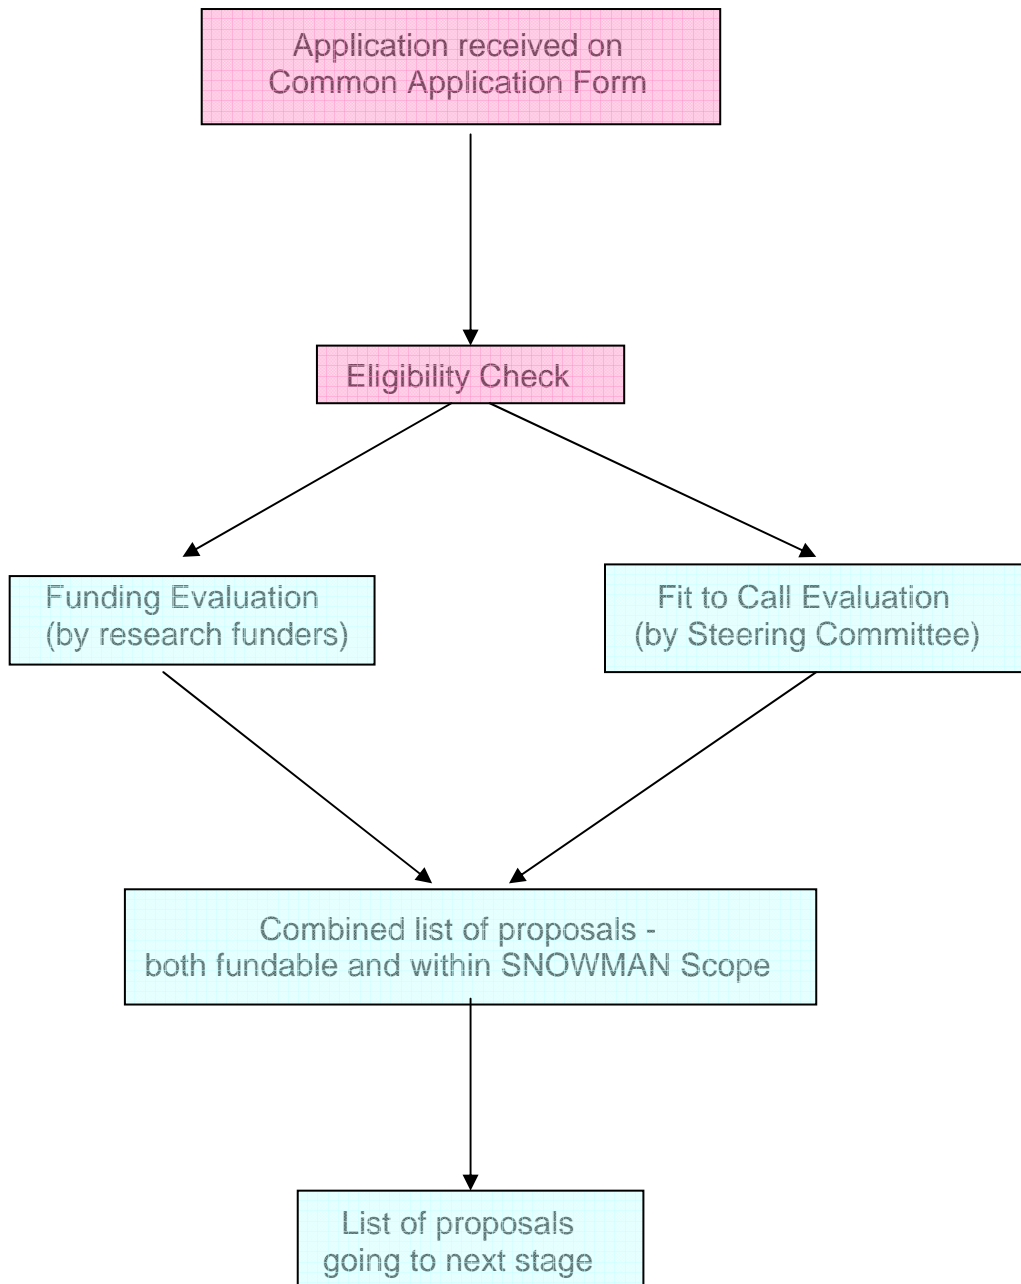 Application received on
Common Application Form
Eligibility Check
Funding Evaluation
(by research funders)
Fit to Call Evaluation
(by Steering Committee)
Combined list of proposals -
both fundable and within SNOWMAN Scope
List of proposals
going to next stage